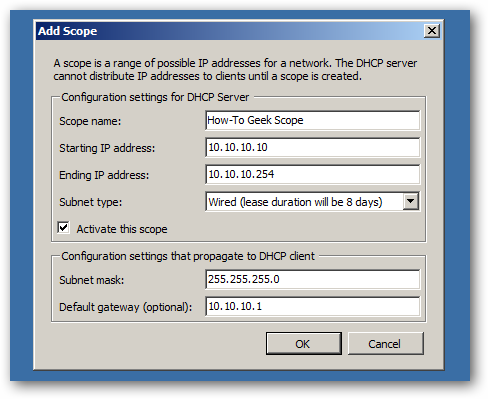 Add Scope
A scope is a range of possible IP addresses for a network. The DHCP server
cannot distribute IP addresses to clients until a scope is created.
Configuration settings for DHCP Server
Scope name: How-To Geek Scope
Starting IP address: 10.10.10.10
Ending IP address: 10.10.10.254
Subnet type: Wired (lease duration will be 8 days)
Activate this scope
Configuration settings that propagate to DHCP client
Subnet mask: 255.255.255.0
Default gateway (optional): 10.10.10.1
OK Cancel